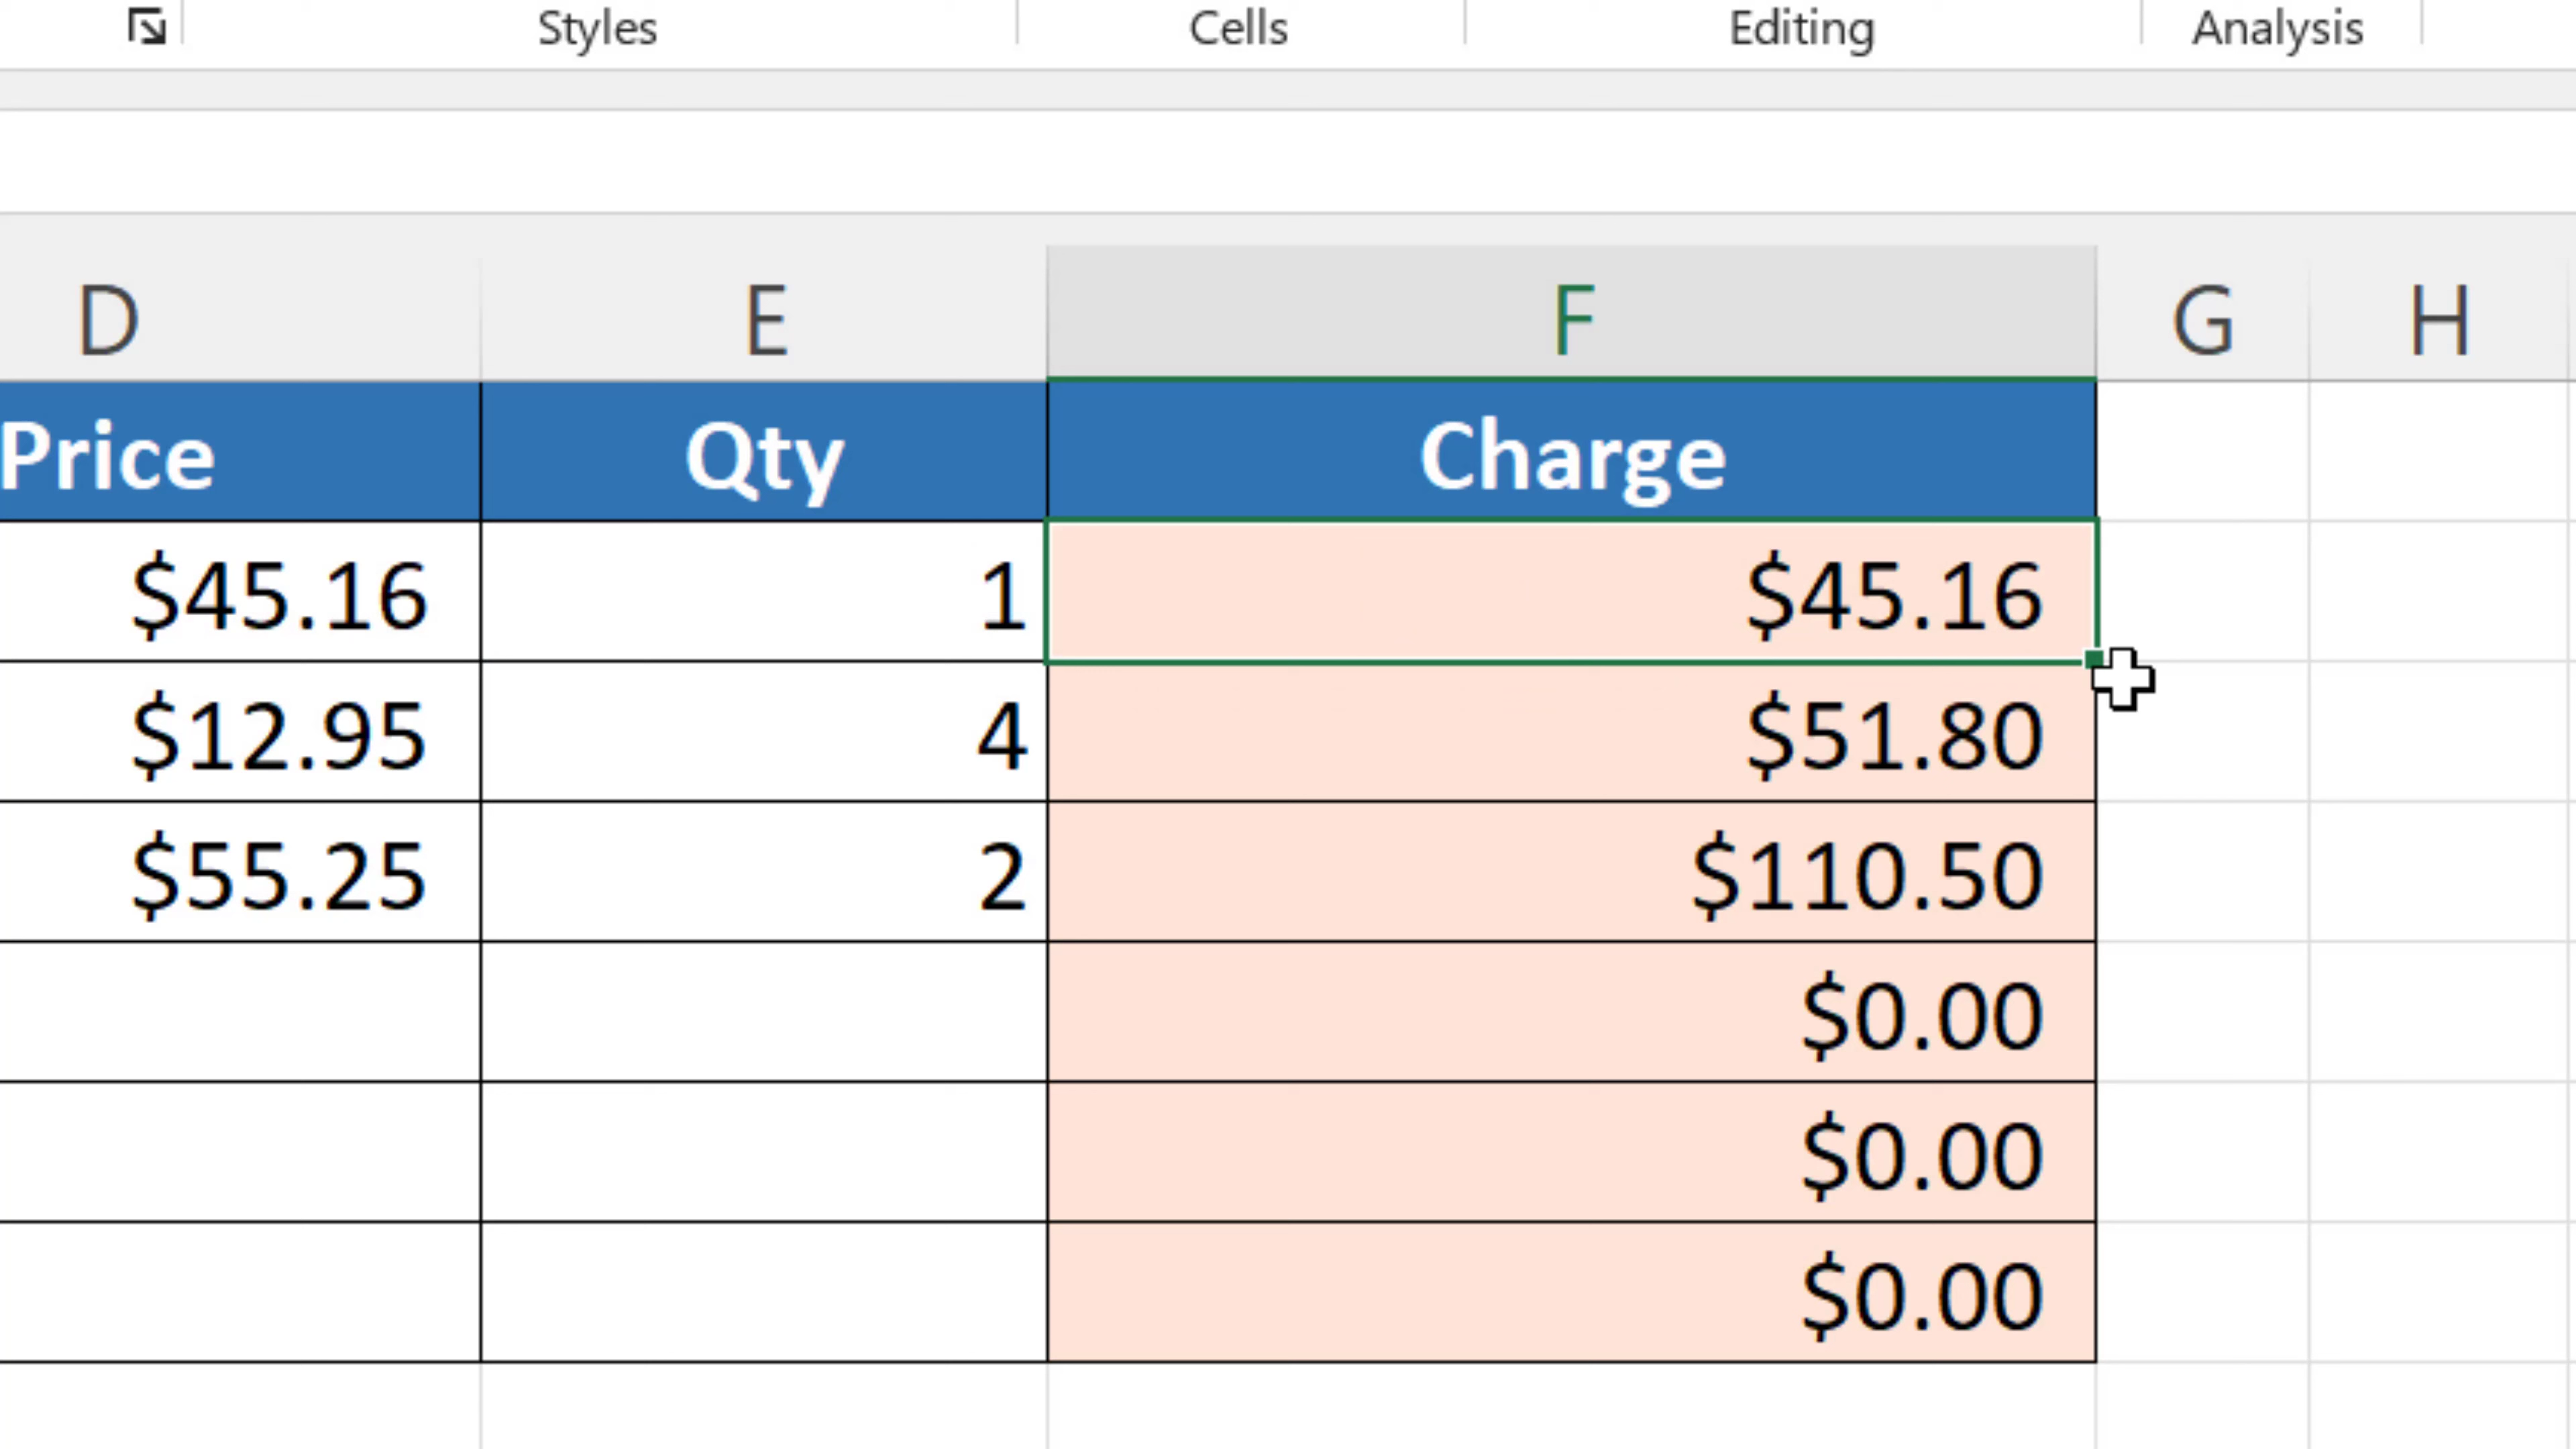 Styles Cells Editing Analysis
D E F G H
Price Qty Charge
$45.16 1 $45.16
$12.95 4 $51.80
$55.25 2 $110.50
$0.00
$0.00
$0.00